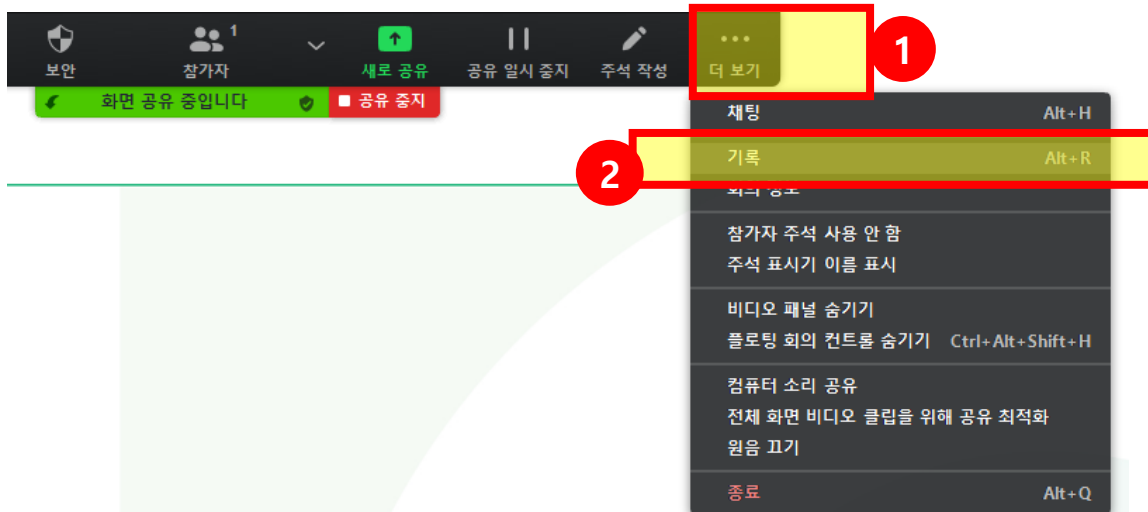 1
보안 참가자 새로 공유 공유 일시 중지 주석 작성 더 보기
1
화면 공유 중입니다 공유 중지
채팅 Alt+H
2
기록 Alt+R
회의 정보
참가자 주석 사용 안 함
주석 표시기 이름 표시
비디오 패널 숨기기
플로팅 회의 컨트롤 숨기기 Ctrl+Alt+Shift+H
컴퓨터 소리 공유
전체 화면 비디오 클립을 위해 공유 최적화
원음 끄기
종료 Alt+Q